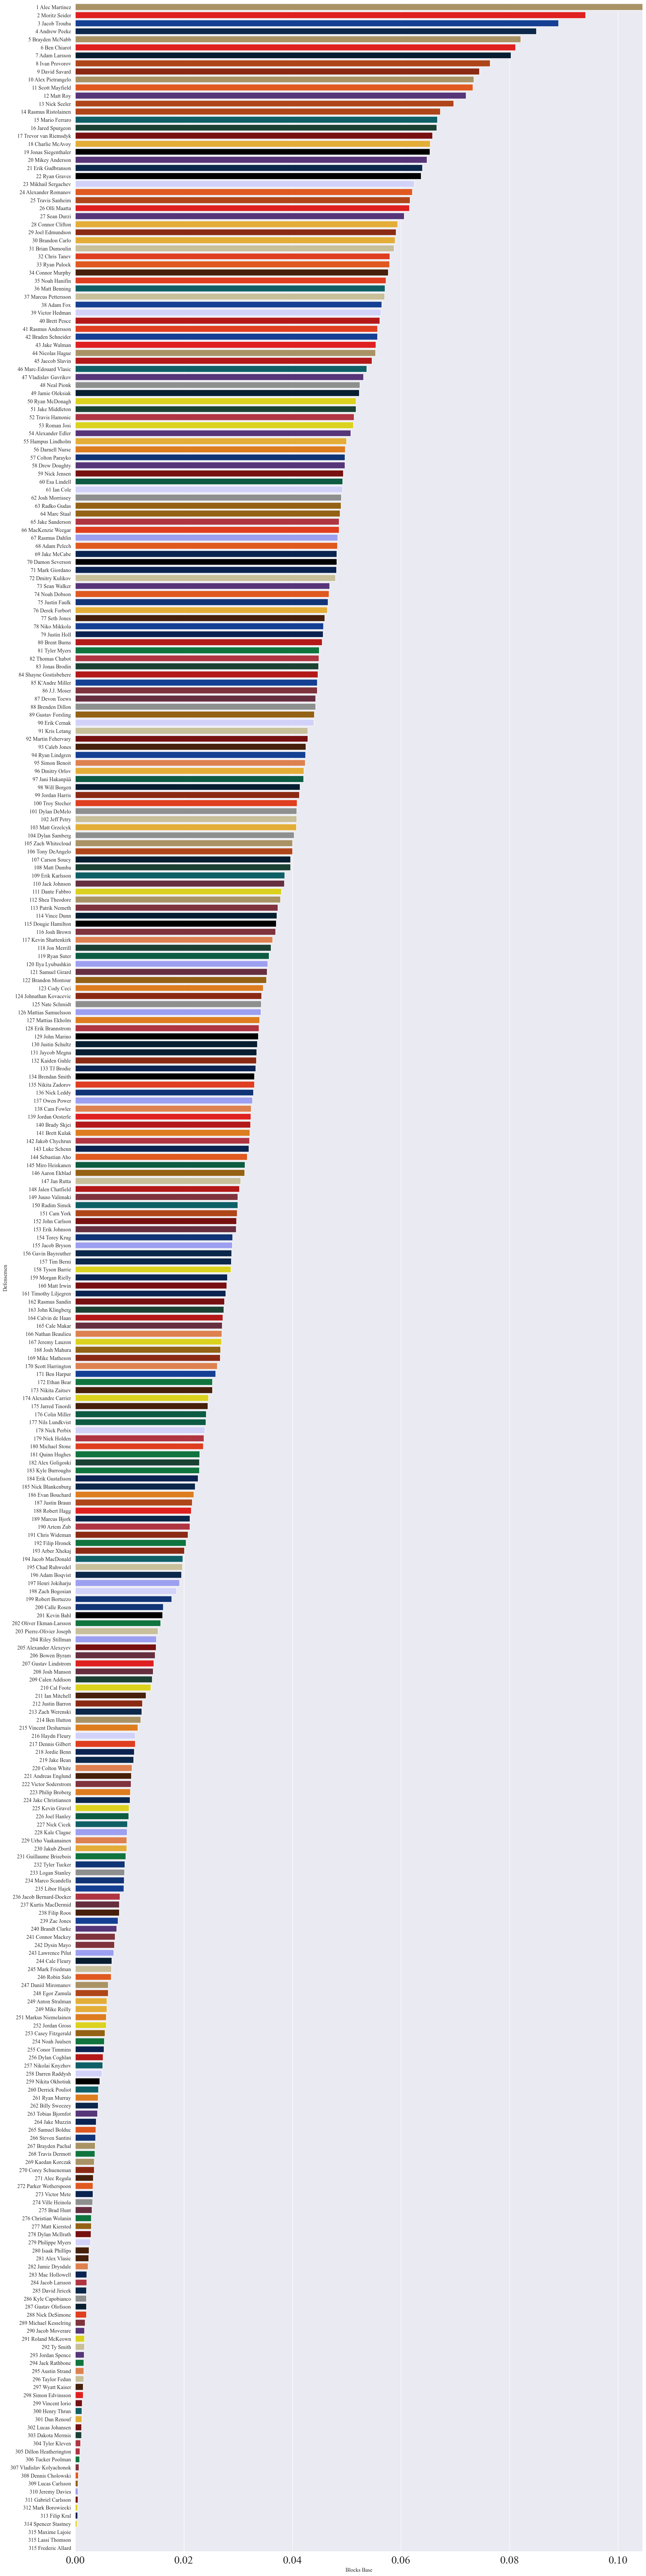 1 Alec Martinez
2 Moritz Seider
3 Jacob Trouba
4 Andrew Peeke
5 Brayden McNabb
6 Ben Chiarot
7 Adam Larsson
8 Ivan Provorov
9 David Savard
10 Alex Pietrangelo
11 Scott Mayfield
12 Matt Roy
13 Nick Seeler
14 Rasmus Ristolainen
15 Mario Ferraro
16 Jared Spurgeon
17 Trevor van Riemsdyk
18 Charlie McAvoy
19 Jonas Siegenthaler
20 Mikey Anderson
21 Erik Gudbranson
22 Ryan Graves
23 Mikhail Sergachev
24 Alexander Romanov
25 Travis Sanheim
26 Olli Maatta
27 Sean Durzi
28 Connor Clifton
29 Joel Edmundson
30 Brandon Carlo
31 Brian Dumoulin
32 Chris Tanev
33 Ryan Pulock
34 Connor Murphy
35 Noah Hanifin
36 Matt Benning
37 Marcus Pettersson
38 Adam Fox
39 Victor Hedman
40 Brett Pesce
41 Rasmus Andersson
42 Braden Schneider
43 Jake Walman
44 Nicolas Hague
45 Jaccob Slavin
46 Marc-Edouard Vlasic
47 Vladislav Gavrikov
48 Neal Pionk
49 Jamie Oleksiak
50 Ryan McDonagh
51 Jake Middleton
52 Travis Hamonic
53 Roman Josi
54 Alexander Edler
55 Hampus Lindholm
56 Darnell Nurse
57 Colton Parayko
58 Drew Doughty
59 Nick Jensen
60 Esa Lindell
61 Ian Cole
62 Josh Morrissey
63 Radko Gudas
64 Marc Staal
65 Jake Sanderson
66 MacKenzie Weegar
67 Rasmus Dahlin
68 Adam Pelech
69 Jake McCabe
70 Damon Severson
71 Mark Giordano
72 Dmitry Kulikov
73 Sean Walker
74 Noah Dobson
75 Justin Faulk
76 Derek Forbort
77 Seth Jones
78 Niko Mikkola
79 Justin Holl
80 Brent Burns
81 Tyler Myers
82 Thomas Chabot
83 Jonas Brodin
84 Shayne Gostisbehere
85 K'Andre Miller
86 J.J. Moser
87 Devon Toews
88 Brenden Dillon
89 Gustav Forsling
90 Erik Cernak
91 Kris Letang
92 Martin Fehervary
93 Caleb Jones
94 Ryan Lindgren
95 Simon Benoit
96 Dmitry Orlov
97 Jani Hakanpää
98 Will Borgen
99 Jordan Harris
100 Troy Stecher
101 Dylan DeMelo
102 Jeff Petry
103 Matt Grzelcyk
104 Dylan Samberg
105 Zach Whitecloud
106 Tony DeAngelo
107 Carson Soucy
108 Matt Dumba
109 Erik Karlsson
110 Jack Johnson
111 Dante Fabbro
112 Shea Theodore
113 Patrik Nemeth
114 Vince Dunn
115 Dougie Hamilton
116 Josh Brown
117 Kevin Shattenkirk
118 Jon Merrill
119 Ryan Suter
120 Ilya Lyubushkin
121 Samuel Girard
122 Brandon Montour
123 Cody Ceci
124 Johnathan Kovacevic
125 Nate Schmidt
126 Mattias Samuelsson
127 Mattias Ekholm
128 Erik Brannstrom
129 John Marino
130 Justin Schultz
131 Jaycob Megna
132 Kaiden Guhle
133 TJ Brodie
134 Brendan Smith
135 Nikita Zadorov
136 Nick Leddy
137 Owen Power
138 Cam Fowler
139 Jordan Oesterle
140 Brady Skjei
141 Brett Kulak
142 Jakob Chychrun
143 Luke Schenn
144 Sebastian Aho
145 Miro Heiskanen
146 Aaron Ekblad
147 Jan Rutta
148 Jalen Chatfield
149 Juuso Valimaki
150 Radim Simek
151 Cam York
152 John Carlson
153 Erik Johnson
154 Torey Krug
155 Jacob Bryson
156 Gavin Bayreuther
157 Tim Berni
158 Tyson Barrie
159 Morgan Rielly
160 Matt Irwin
161 Timothy Liljegren
162 Rasmus Sandin
163 John Klingberg
164 Calvin de Haan
165 Cale Makar
166 Nathan Beaulieu
167 Jeremy Lauzon
168 Josh Mahura
169 Mike Matheson
170 Scott Harrington
171 Ben Harpur
172 Ethan Bear
173 Nikita Zaitsev
174 Alexandre Carrier
175 Jarred Tinordi
176 Colin Miller
177 Nils Lundkvist
178 Nick Perbix
179 Nick Holden
180 Michael Stone
181 Quinn Hughes
182 Alex Goligoski
183 Kyle Burroughs
184 Erik Gustafsson
185 Nick Blankenburg
186 Evan Bouchard
187 Justin Braun
188 Robert Hagg
189 Marcus Bjork
190 Artem Zub
191 Chris Wideman
192 Filip Hronek
193 Arber Xhekaj
194 Jacob MacDonald
195 Chad Ruhwedel
196 Adam Boqvist
197 Henri Jokiharju
198 Zach Bogosian
199 Robert Bortuzzo
200 Calle Rosen
201 Kevin Bahl
202 Oliver Ekman-Larsson
203 Pierre-Olivier Joseph
204 Riley Stillman
205 Alexander Alexeyev
206 Bowen Byram
207 Gustav Lindstrom
208 Josh Manson
209 Calen Addison
210 Cal Foote
211 Ian Mitchell
212 Justin Barron
213 Zach Werenski
214 Ben Hutton
215 Vincent Desharnais
216 Haydn Fleury
217 Dennis Gilbert
218 Jordie Benn
219 Jake Bean
220 Colton White
221 Andreas Englund
222 Victor Soderstrom
223 Philip Broberg
224 Jake Christiansen
225 Kevin Gravel
226 Joel Hanley
227 Nick Cicek
228 Kale Clague
229 Urho Vaakanainen
230 Jakub Zboril
231 Guillaume Brisebois
232 Tyler Tucker
233 Logan Stanley
234 Marco Scandella
235 Libor Hajek
236 Jacob Bernard-Docker
237 Kurtis MacDermid
238 Filip Roos
239 Zac Jones
240 Brandt Clarke
241 Connor Mackey
242 Dysin Mayo
243 Lawrence Pilut
244 Cale Fleury
245 Mark Friedman
246 Robin Salo
247 Daniil Miromanov
248 Egor Zamula
249 Anton Stralman
249 Mike Reilly
251 Markus Niemelainen
252 Jordan Gross
253 Casey Fitzgerald
254 Noah Juulsen
255 Conor Timmins
256 Dylan Coghlan
257 Nikolai Knyzhov
258 Darren Raddysh
259 Nikita Okhotiuk
260 Derrick Pouliot
261 Ryan Murray
262 Billy Sweezey
263 Tobias Bjornfot
264 Jake Muzzin
265 Samuel Bolduc
266 Steven Santini
267 Brayden Pachal
268 Travis Dermott
269 Kaedan Korczak
270 Corey Schueneman
271 Alec Regula
272 Parker Wotherspoon
273 Victor Mete
274 Ville Heinola
275 Brad Hunt
276 Christian Wolanin
277 Matt Kiersted
278 Dylan McIlrath
279 Philippe Myers
280 Isaak Phillips
281 Alex Vlasic
282 Jamie Drysdale
283 Mac Hollowell
284 Jacob Larsson
285 David Jiricek
286 Kyle Capobianco
287 Gustav Olofsson
288 Nick DeSimone
289 Michael Kesselring
290 Jacob Moverare
291 Roland McKeown
292 Ty Smith
293 Jordan Spence
294 Jack Rathbone
295 Austin Strand
296 Taylor Fedun
297 Wyatt Kaiser
298 Simon Edvinsson
299 Vincent Iorio
300 Henry Thrun
301 Dan Renouf
302 Lucas Johansen
303 Dakota Mermis
304 Tyler Kleven
305 Dillon Heatherington
306 Tucker Poolman
307 Vladislav Kolyachonok
308 Dennis Cholowski
309 Lucas Carlsson
310 Jeremy Davies
311 Gabriel Carlsson
312 Mark Borowiecki
313 Filip Kral
314 Spencer Stastney
315 Maxime Lajoie
315 Lassi Thomson
315 Frederic Allard
Defensemen
0.00 0.02 0.04 0.06 0.08 0.10
Blocks Base